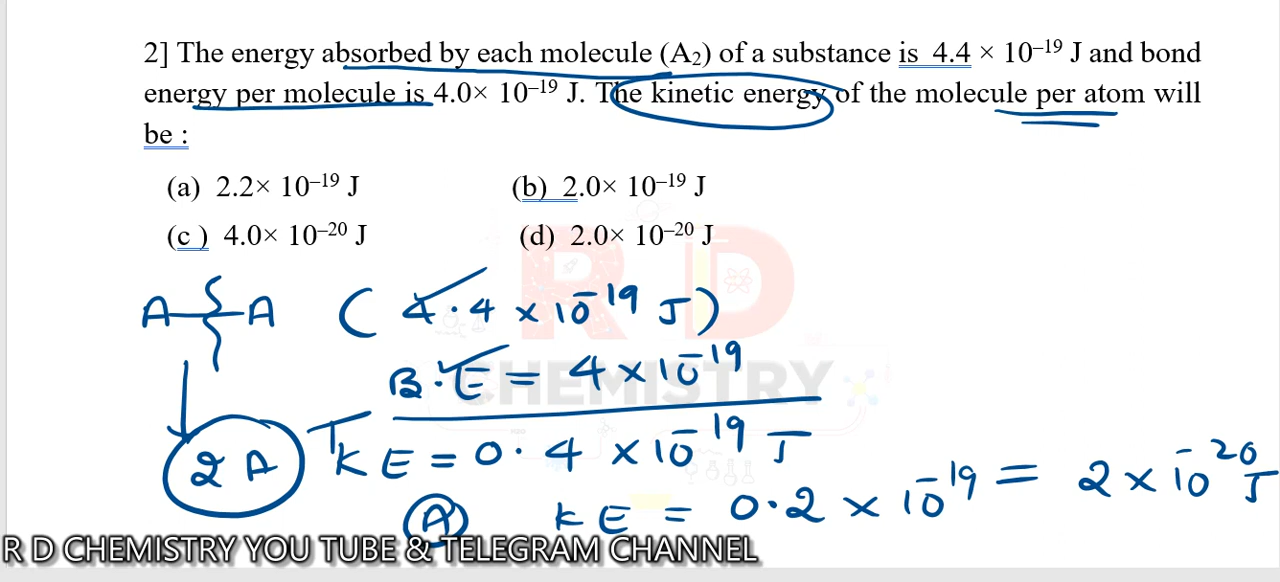 2] The energy absorbed by each molecule (A₂) of a substance is 4.4 × 10⁻¹⁹ J and bond
energy per molecule is 4.0× 10⁻¹⁹ J. The kinetic energy of the molecule per atom will
be :
(a) 2.2× 10⁻¹⁹ J (b) 2.0× 10⁻¹⁹ J
(c ) 4.0× 10⁻²⁰ J (d) 2.0× 10⁻²⁰ J
R D
CHEMISTRY
A–A (4.4 × 10⁻¹⁹ J)
B.E = 4 × 10⁻¹⁹
2A TKE = 0.4 × 10⁻¹⁹ J
A KE = 0.2 × 10⁻¹⁹ = 2 × 10⁻²⁰ J
R D CHEMISTRY YOU TUBE & TELEGRAM CHANNEL